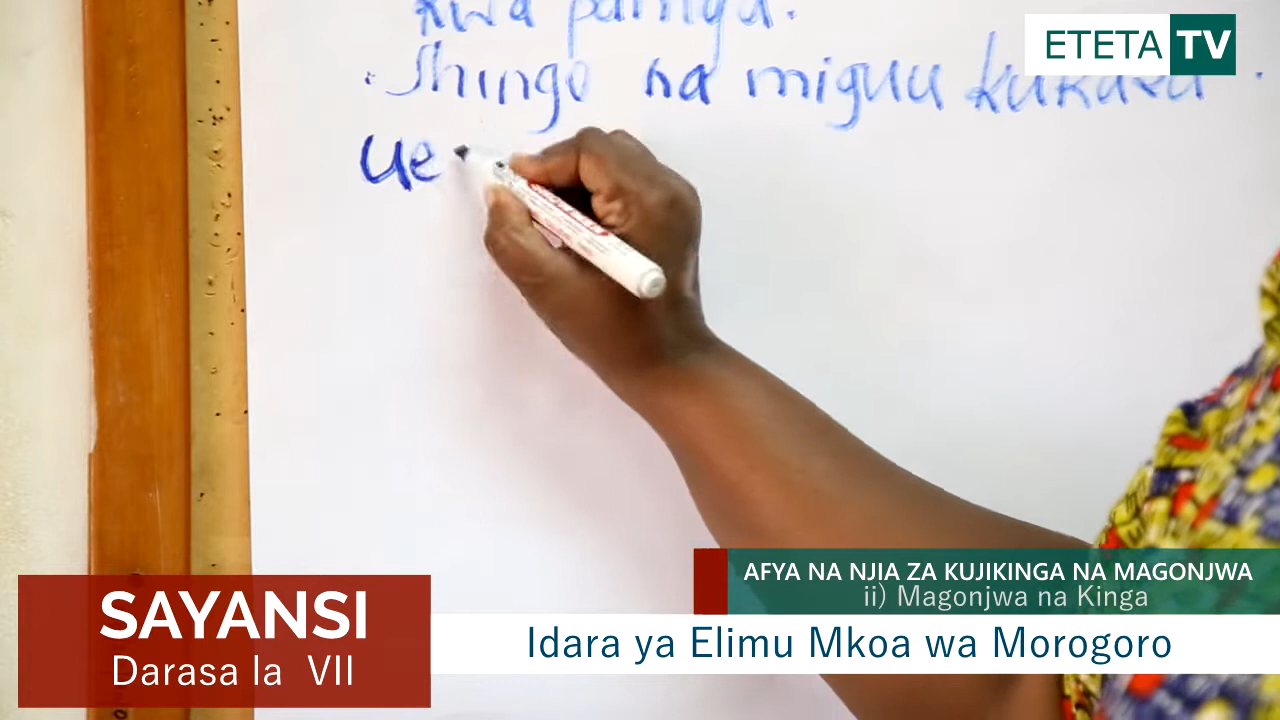 ETETA TV
kwa
. Shingo na miguu kukaza .
ue
AFYA NA NJIA ZA KUJIKINGA NA MAGONJWA
ii) Magonjwa na Kinga
SAYANSI
Darasa la VII
Idara ya Elimu Mkoa wa Morogoro